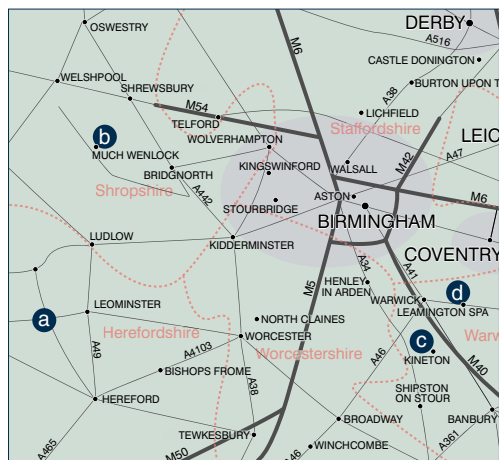 DERBY
OSWESTRY
M6
A516
CASTLE DONINGTON
WELSHPOOL
SHREWSBURY
A38
BURTON UPON T
M54
TELFORD
LICHFIELD
Staffordshire
LEIC
b
WOLVERHAMPTON
M42
A47
MUCH WENLOCK
KINGSWINFORD
WALSALL
BRIDGNORTH
Shropshire
A442
ASTON
M6
STOURBRIDGE
BIRMINGHAM
LUDLOW
KIDDERMINSTER
COVENTRY
A34
A41
M5
HENLEY
IN ARDEN
d
WARWICK
LEOMINSTER
LEAMINGTON SPA
a
NORTH CLAINES
Herefordshire
WORCESTER
c
Warw
A49
A4103
Worcestershire
A46
KINETON
M40
BISHOPS FROME
A38
SHIPSTON
ON STOUR
HEREFORD
BROADWAY
BANBURY
TEWKESBURY
A361
A465
M50
A46
WINCHCOMBE